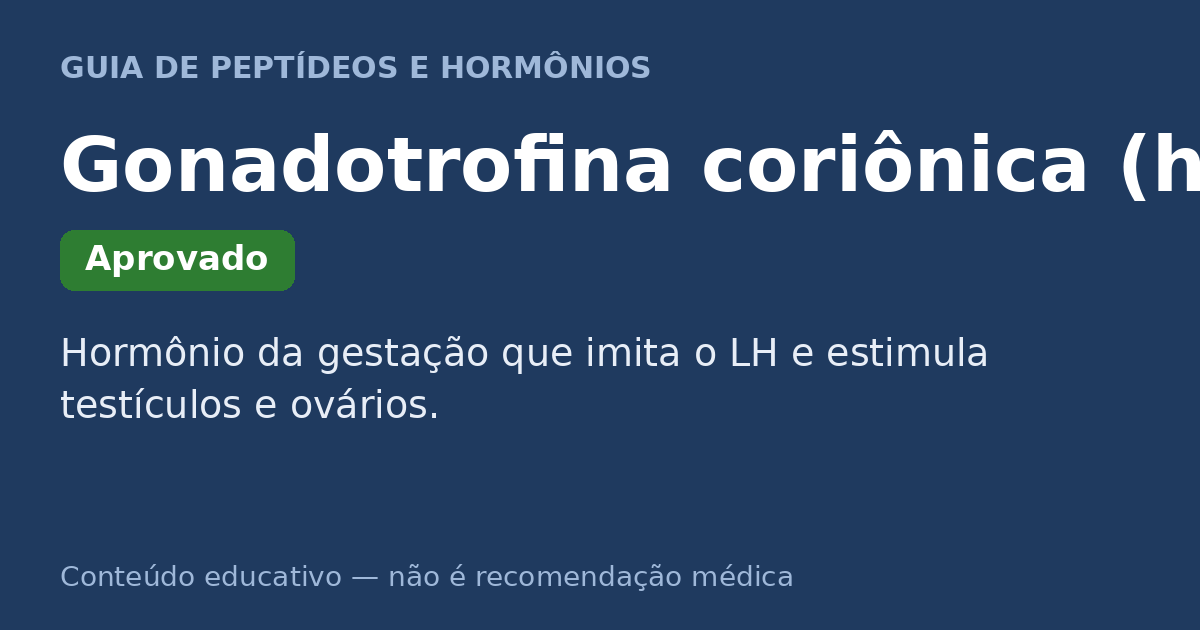 GUIA DE PEPTÍDEOS E HORMÔNIOS
Gonadotrofina coriônica (h
Aprovado
Hormônio da gestação que imita o LH e estimula
testículos e ovários.
Conteúdo educativo — não é recomendação médica